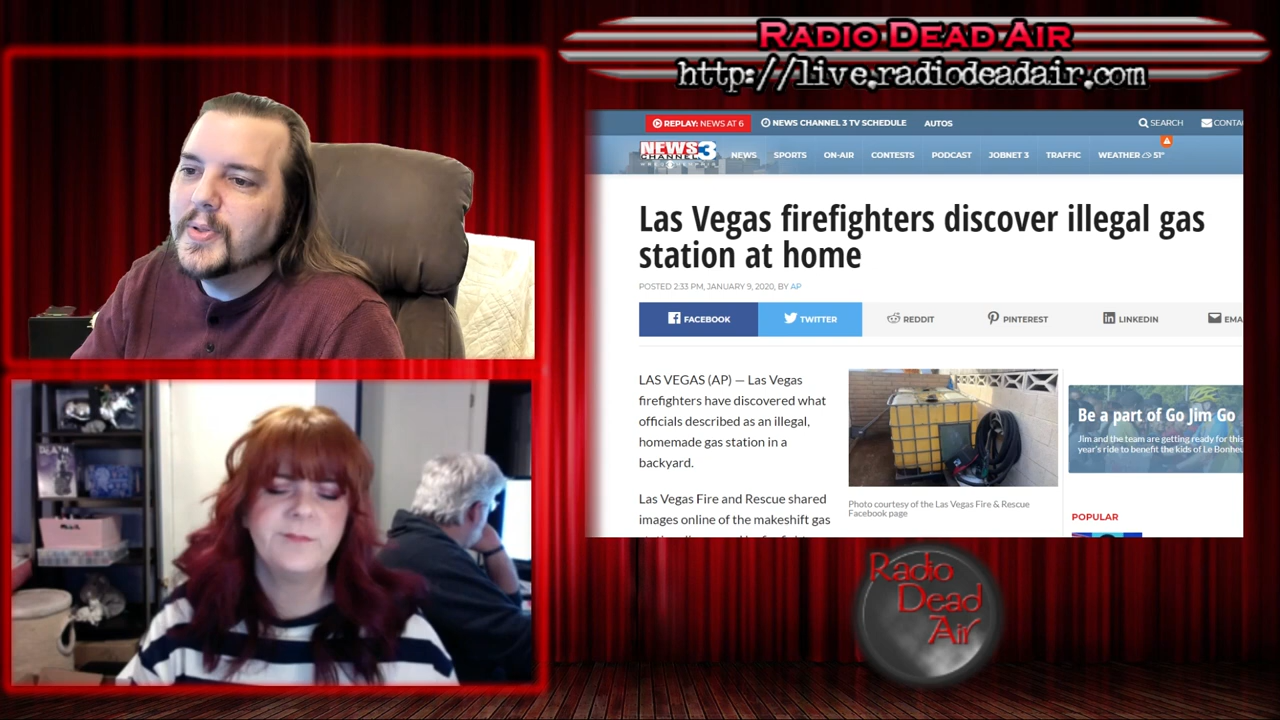 RADIO DEAD AIR
http://live.radiodeadair.com
REPLAY: NEWS AT 6
NEWS CHANNEL 3 TV SCHEDULE
AUTOS
SEARCH
CONTA
NEWS 3
CHANNEL
NEWS
SPORTS
ON-AIR
CONTESTS
PODCAST
JOBNET 3
TRAFFIC
WEATHER
51°
Las Vegas firefighters discover illegal gas
station at home
POSTED 2:33 PM, JANUARY 9, 2020, BY AP
FACEBOOK
TWITTER
REDDIT
PINTEREST
LINKEDIN
EMA
LAS VEGAS (AP) — Las Vegas
firefighters have discovered what
officials described as an illegal,
homemade gas station in a
backyard.
Las Vegas Fire and Rescue shared
images online of the makeshift gas
Photo courtesy of the Las Vegas Fire & Rescue
Facebook page
Be a part of Go Jim Go
Jim and the team are getting ready for this
year's ride to benefit the kids of Le Bonheu
POPULAR
DEATH
Radio
Dead
Air